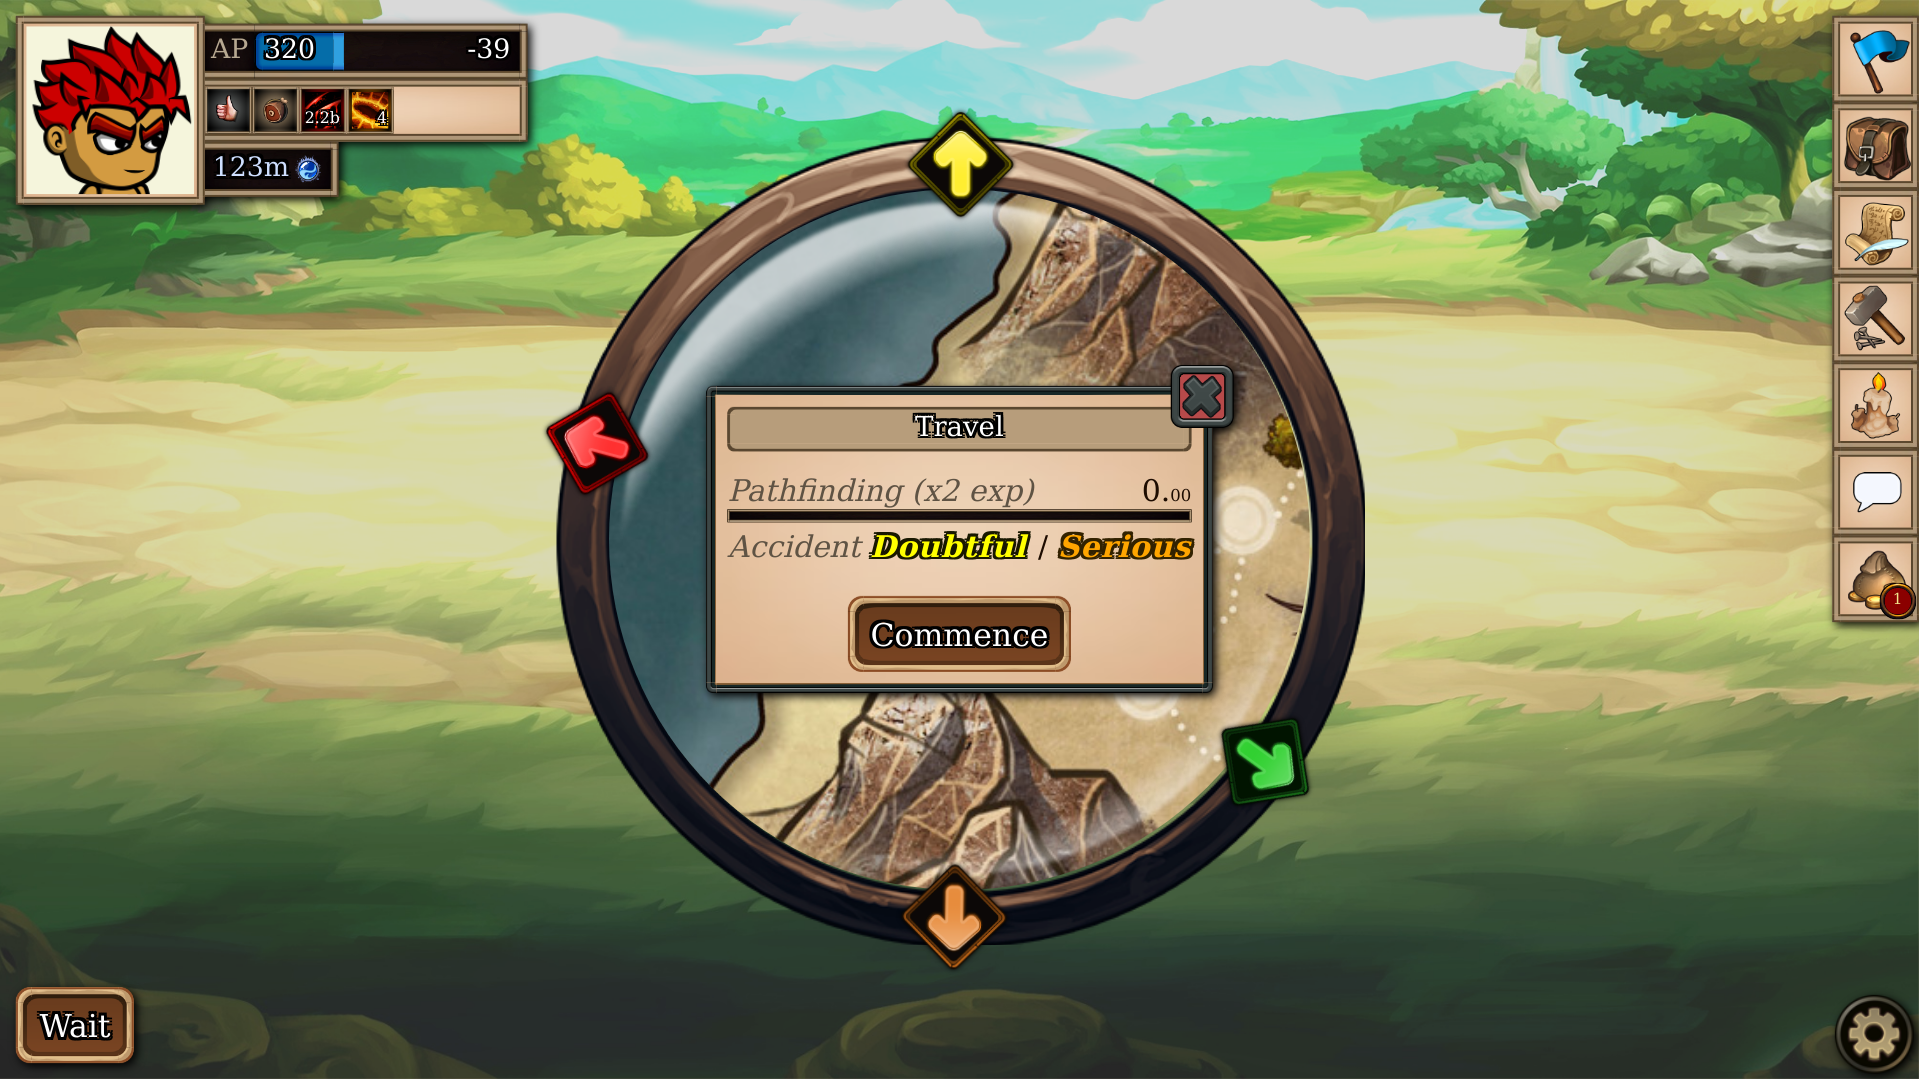 AP 320 -39
2.2b 4
123m
Travel
Pathfinding (x2 exp) 0.00
Accident Doubtful / Serious
Commence
1
Wait